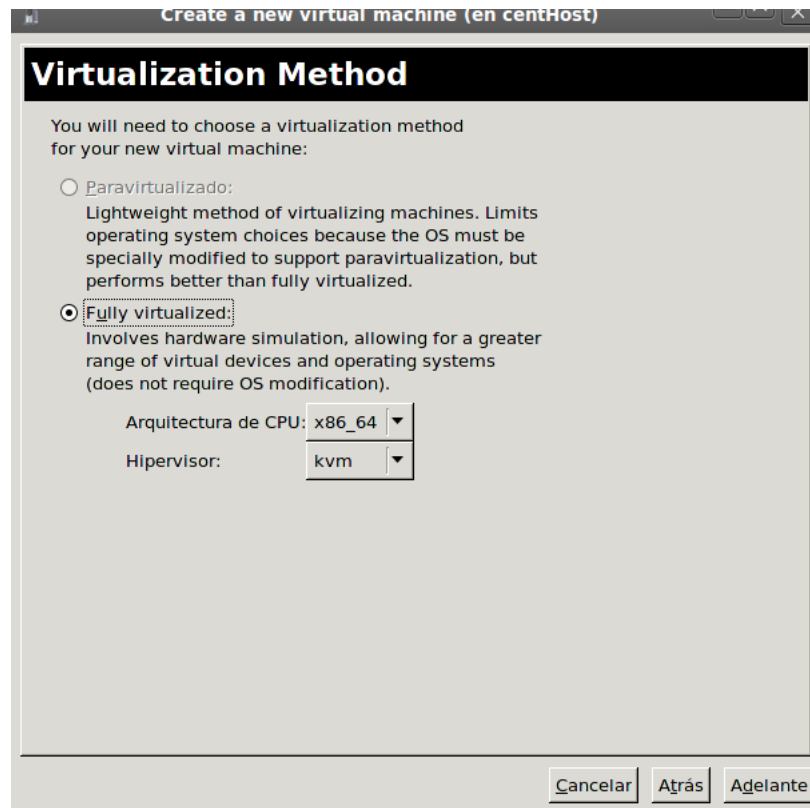 Create a new virtual machine (en centHost)
Virtualization Method
You will need to choose a virtualization method
for your new virtual machine:
Paravirtualizado:
Lightweight method of virtualizing machines. Limits
operating system choices because the OS must be
specially modified to support paravirtualization, but
performs better than fully virtualized.
Fully virtualized:
Involves hardware simulation, allowing for a greater
range of virtual devices and operating systems
(does not require OS modification).
Arquitectura de CPU: x86_64
Hipervisor: kvm
Cancelar Atrás Adelante